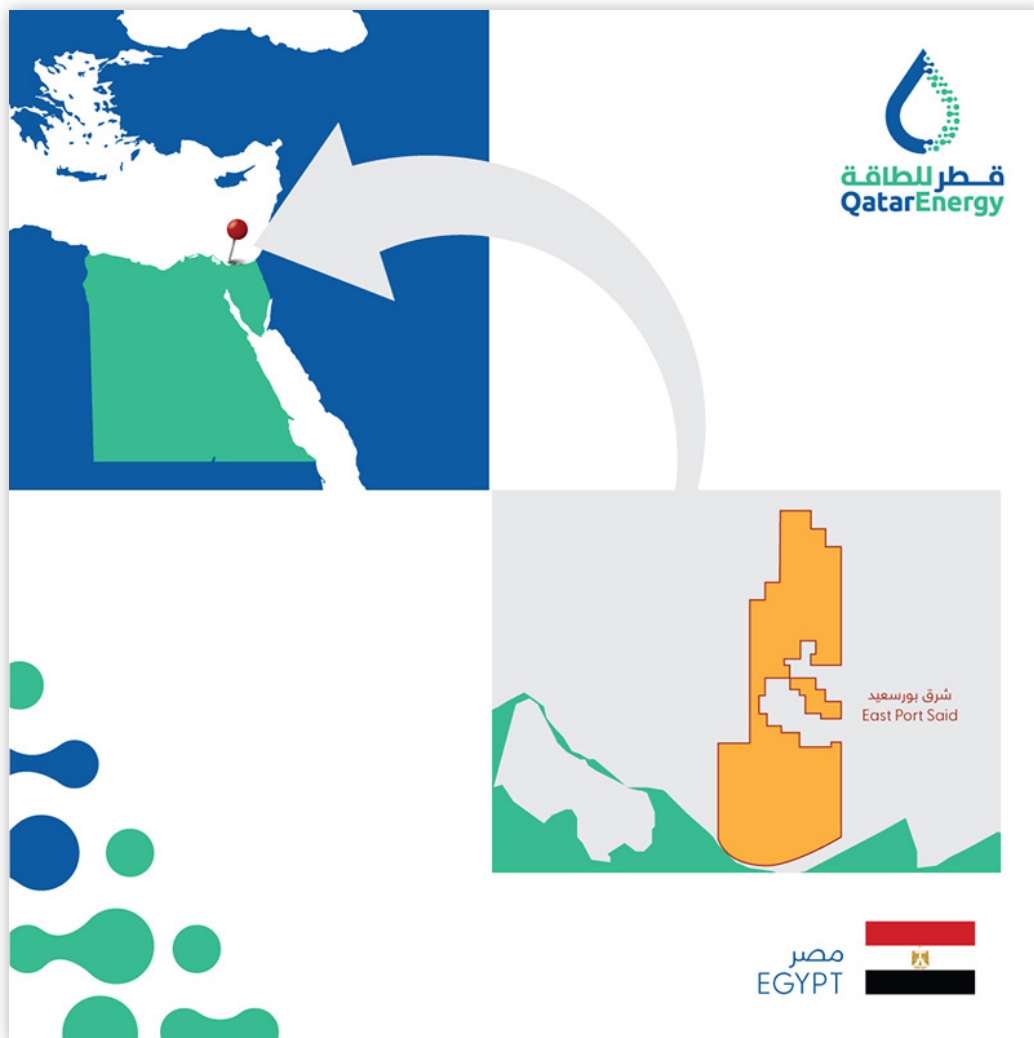 قطر للطاقة
QatarEnergy
شرق بورسعيد
East Port Said
مصر
EGYPT